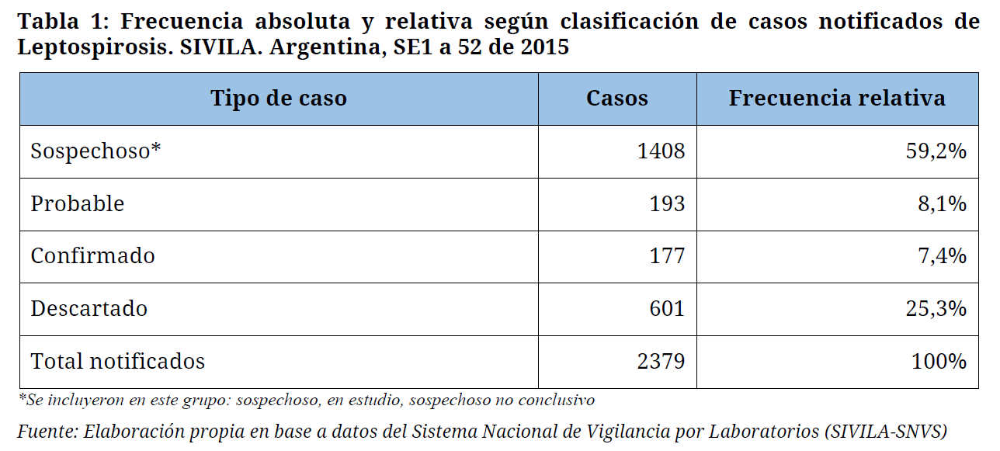 Tabla 1: Frecuencia absoluta y relativa según clasificación de casos notificados de
Leptospirosis. SIVILA. Argentina, SE1 a 52 de 2015
Tipo de caso Casos Frecuencia relativa
Sospechoso* 1408 59,2%
Probable 193 8,1%
Confirmado 177 7,4%
Descartado 601 25,3%
Total notificados 2379 100%
*Se incluyeron en este grupo: sospechoso, en estudio, sospechoso no conclusivo
Fuente: Elaboración propia en base a datos del Sistema Nacional de Vigilancia por Laboratorios (SIVILA-SNVS)